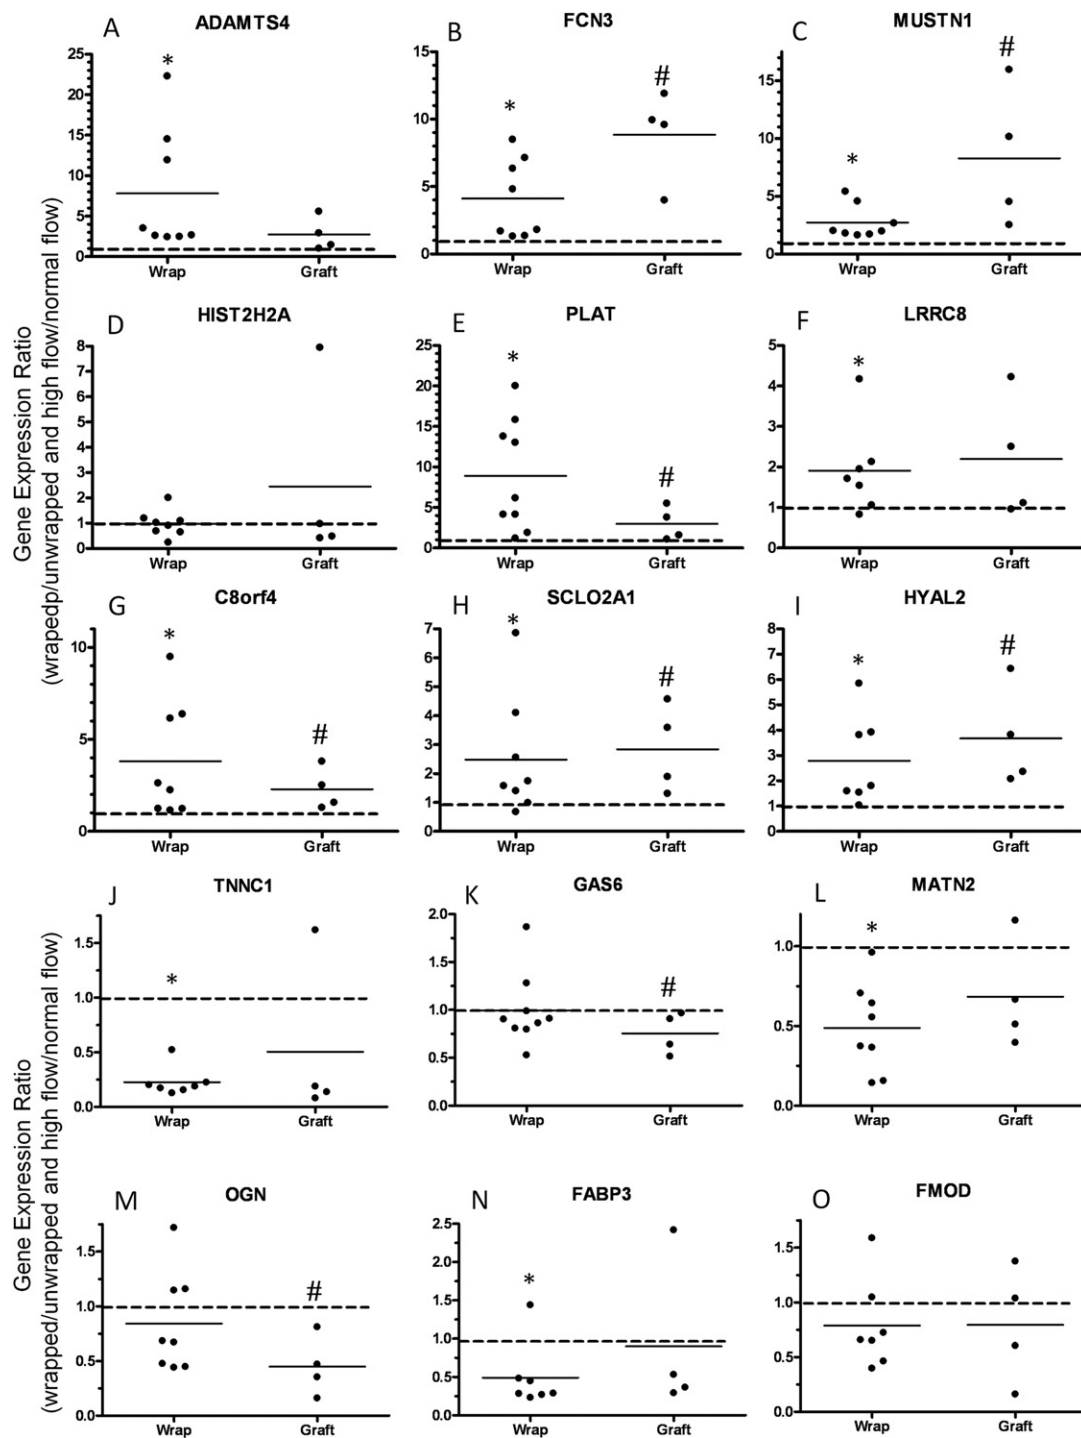 A ADAMTS4
B FCN3
C MUSTN1
*
*
#
*
#
25
20
15
10
5
0
15
10
5
0
15
10
5
0
Wrap Graft
Wrap Graft
Wrap Graft
D HIST2H2A
E PLAT
F LRRC8
*
#
*
8
7
6
5
4
3
2
1
0
25
20
15
10
5
0
5
4
3
2
1
0
Wrap Graft
Wrap Graft
Wrap Graft
G C8orf4
H SCLO2A1
I HYAL2
*
#
*
#
*
#
10
5
0
7
6
5
4
3
2
1
0
8
7
6
5
4
3
2
1
0
Wrap Graft
Wrap Graft
Wrap Graft
Gene Expression Ratio
(wrapedp/unwrapped and high flow/normal flow)
J TNNC1
K GAS6
L MATN2
*
#
*
1.5
1.0
0.5
0.0
2.0
1.5
1.0
0.5
0.0
1.0
0.5
0.0
Wrap Graft
Wrap Graft
Wrap Graft
M OGN
N FABP3
O FMOD
#
*
1.5
1.0
0.5
0.0
2.5
2.0
1.5
1.0
0.5
0.0
1.5
1.0
0.5
0.0
Wrap Graft
Wrap Graft
Wrap Graft
Gene Expression Ratio
(wrapped/unwrapped and high flow/normal flow)